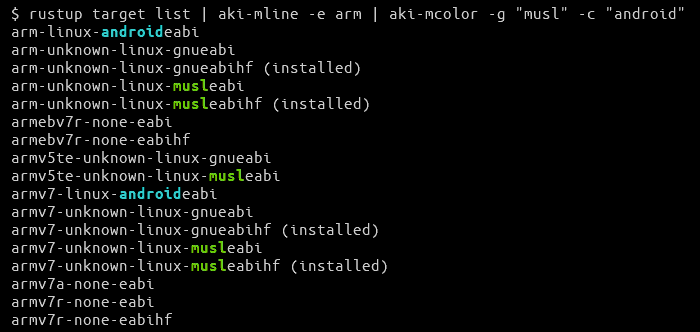 $ rustup target list | aki-mline -e arm | aki-mcolor -g "musl" -c "android"
arm-linux-androideabi
arm-unknown-linux-gnueabi
arm-unknown-linux-gnueabihf (installed)
arm-unknown-linux-musleabi
arm-unknown-linux-musleabihf (installed)
armebv7r-none-eabi
armebv7r-none-eabihf
armv5te-unknown-linux-gnueabi
armv5te-unknown-linux-musleabi
armv7-linux-androideabi
armv7-unknown-linux-gnueabi
armv7-unknown-linux-gnueabihf (installed)
armv7-unknown-linux-musleabi
armv7-unknown-linux-musleabihf (installed)
armv7a-none-eabi
armv7r-none-eabi
armv7r-none-eabihf